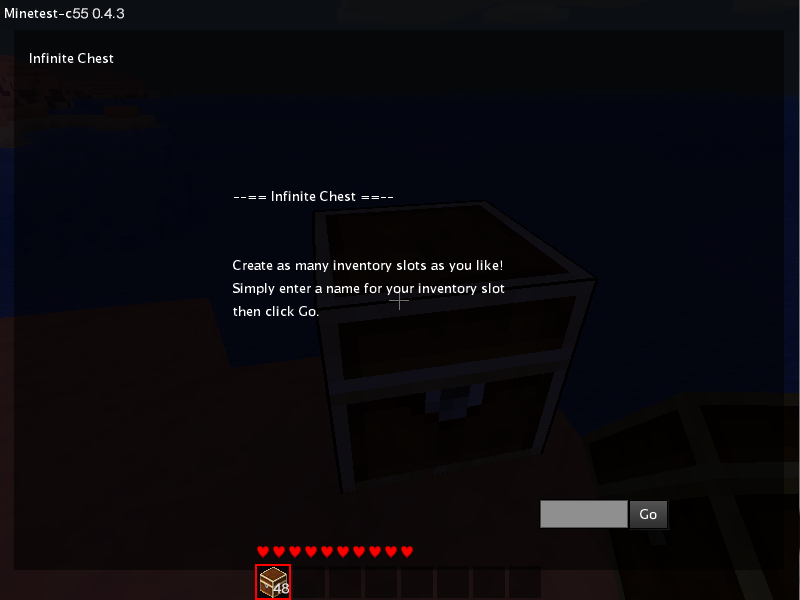 Minetest-c55 0.4.3
Infinite Chest
--== Infinite Chest ==--
Create as many inventory slots as you like!
Simply enter a name for your inventory slot
then click Go.
Go
48